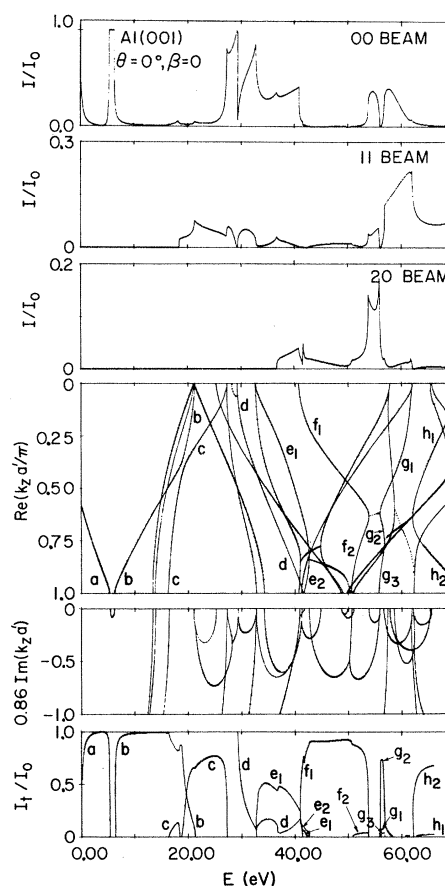 Al(001)
θ=0°, β=0
00 BEAM
I/I₀
1.0
0.0
11 BEAM
I/I₀
0.3
0
20 BEAM
I/I₀
0.2
0
Re(k_z d/π)
0
0.25
0.50
0.75
1.0
a
b
b
c
c
d
d
e₁
e₂
f₁
f₂
g₁
g₂
g₃
h₁
h₂
0.86 Im(k_z d)
0
-0.5
-1.0
I_t/I₀
1.0
0.5
0
a
b
c
c
b
d
e₁
f₁
e₂
e₁
f₂
g₃
g₁
g₂
h₂
h₁
0.00
20.00
40.00
60.00
E (eV)